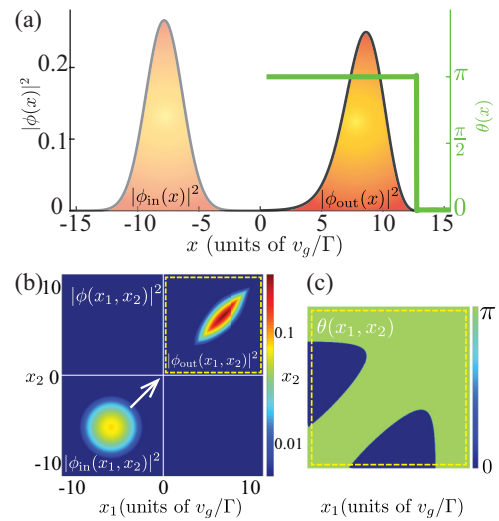 (a)
|ϕ(x)|²
0.2
0.1
0
|ϕin(x)|²
|ϕout(x)|²
π
π/2
0
θ(x)
-15
-10
-5
0
5
10
15
x (units of vg/Γ)
(b)
10
|ϕ(x1, x2)|²
|ϕout(x1, x2)|²
x2
0
|ϕin(x1, x2)|²
-10
-10
0
10
x1(units of vg/Γ)
0.1
0.01
(c)
θ(x1, x2)
x2
π
0
x1(units of vg/Γ)